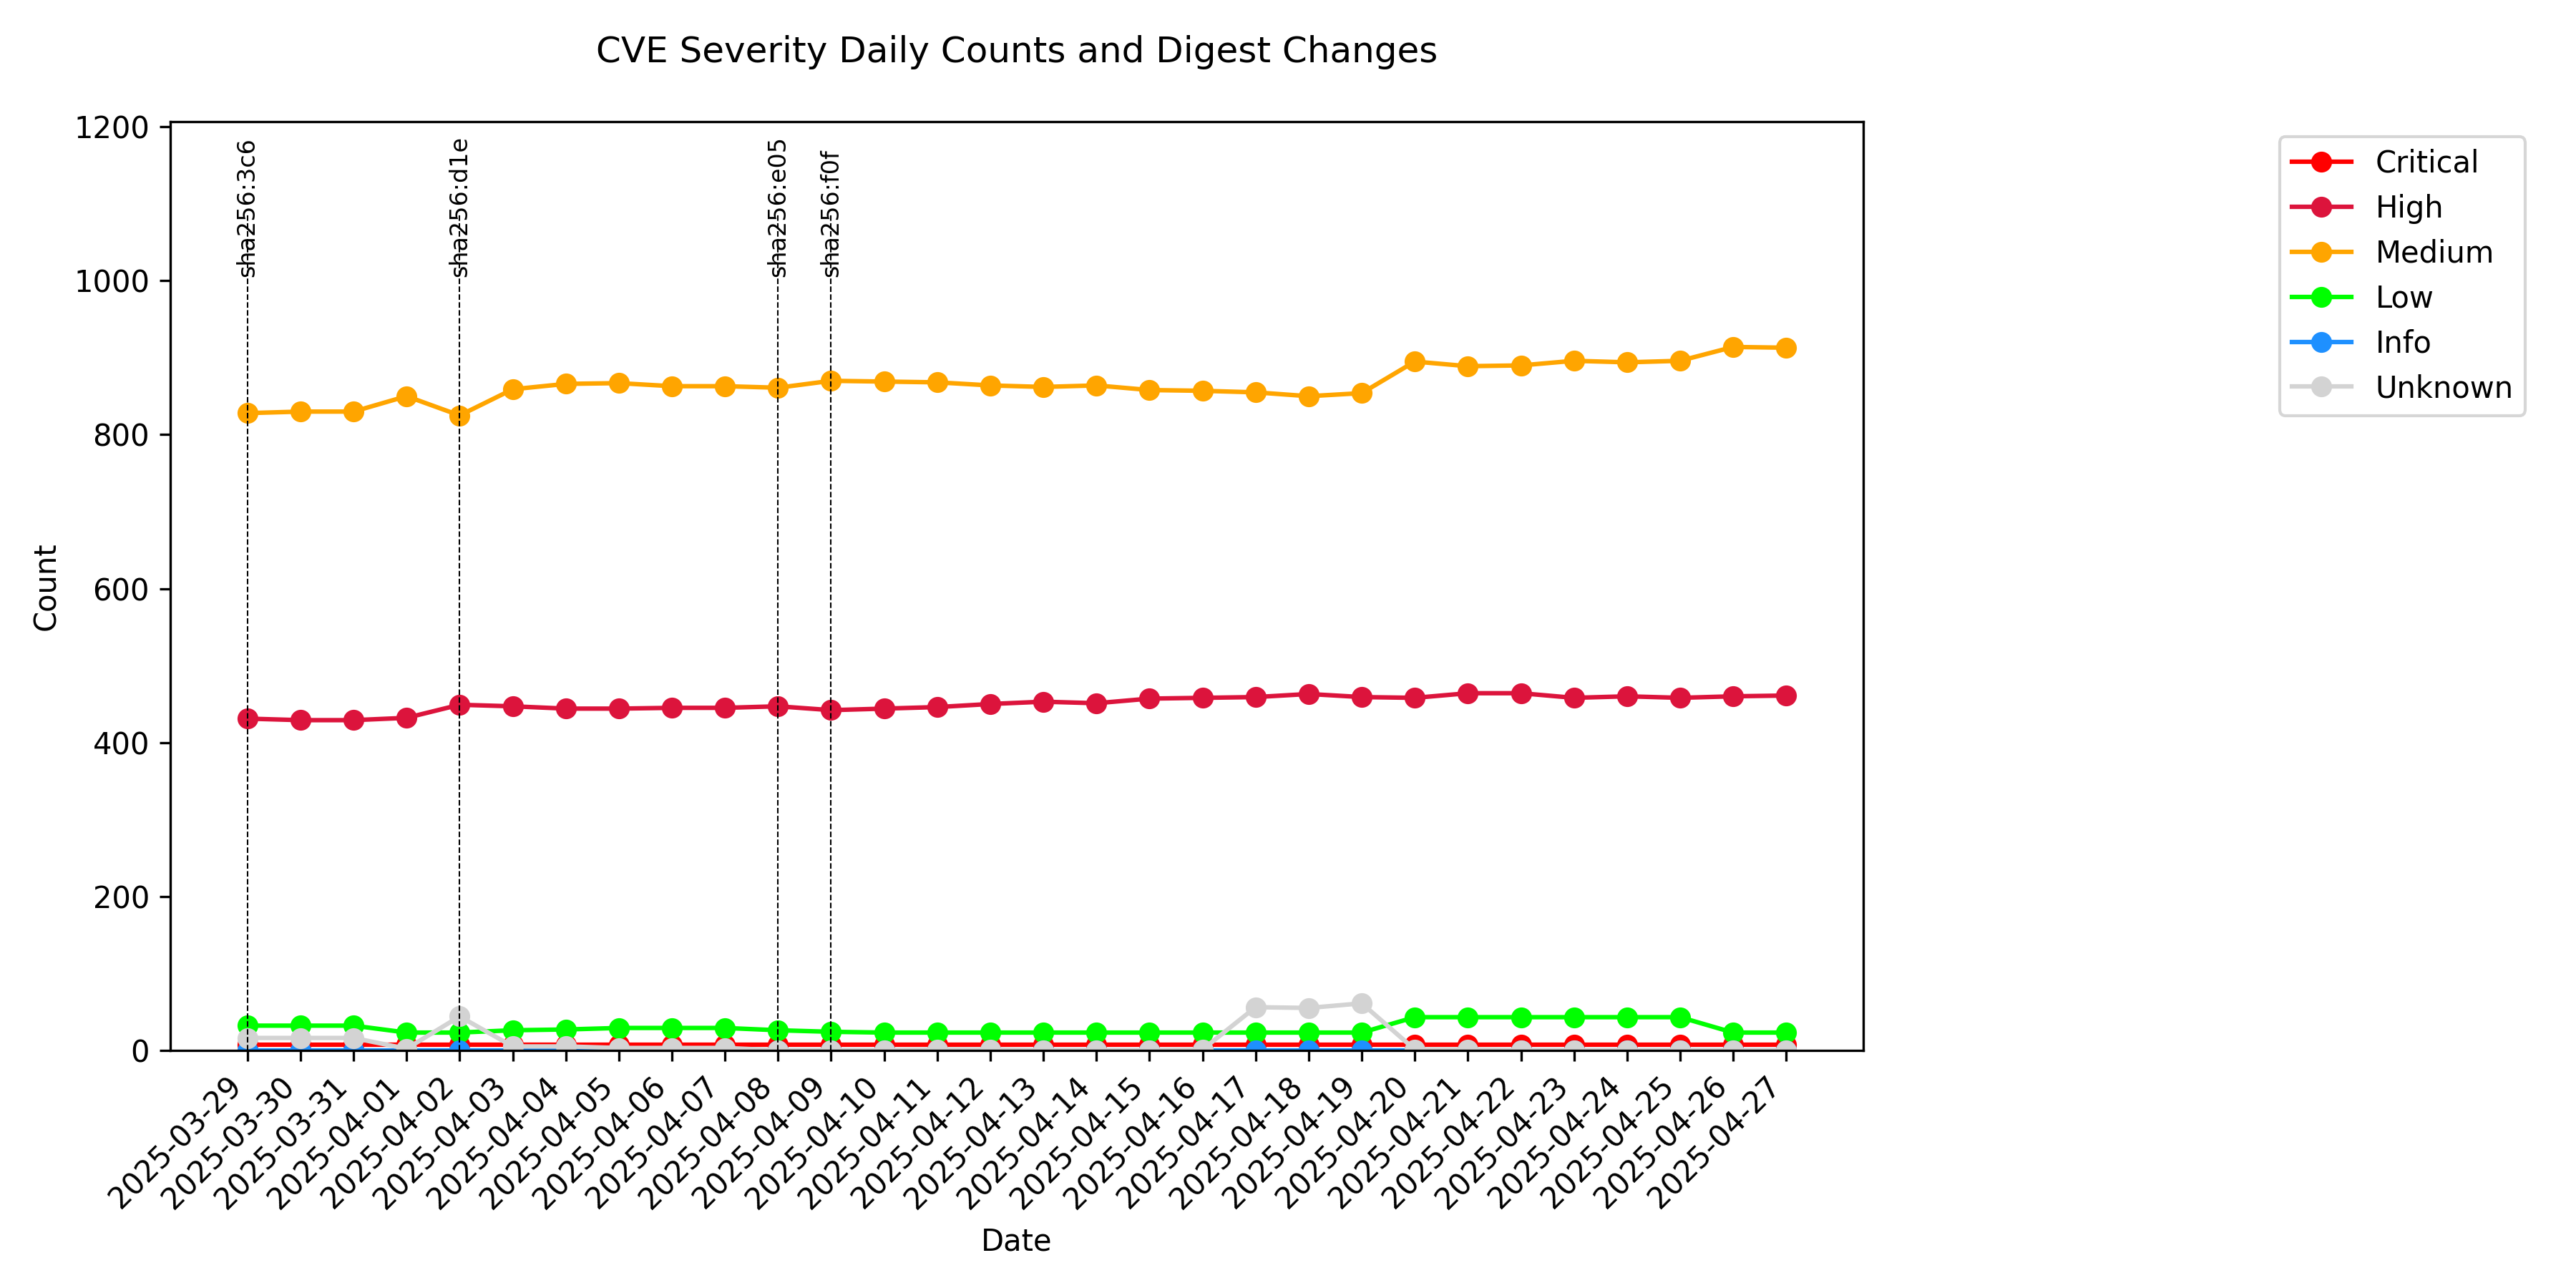 CVE Severity Daily Counts and Digest Changes
1200
1000
800
600
400
200
0
Count
sha256:3c6
sha256:d1e
sha256:e05
sha256:f0f
Critical
High
Medium
Low
Info
Unknown
2025-03-29
2025-03-30
2025-03-31
2025-04-01
2025-04-02
2025-04-03
2025-04-04
2025-04-05
2025-04-06
2025-04-07
2025-04-08
2025-04-09
2025-04-10
2025-04-11
2025-04-12
2025-04-13
2025-04-14
2025-04-15
2025-04-16
2025-04-17
2025-04-18
2025-04-19
2025-04-20
2025-04-21
2025-04-22
2025-04-23
2025-04-24
2025-04-25
2025-04-26
2025-04-27
Date